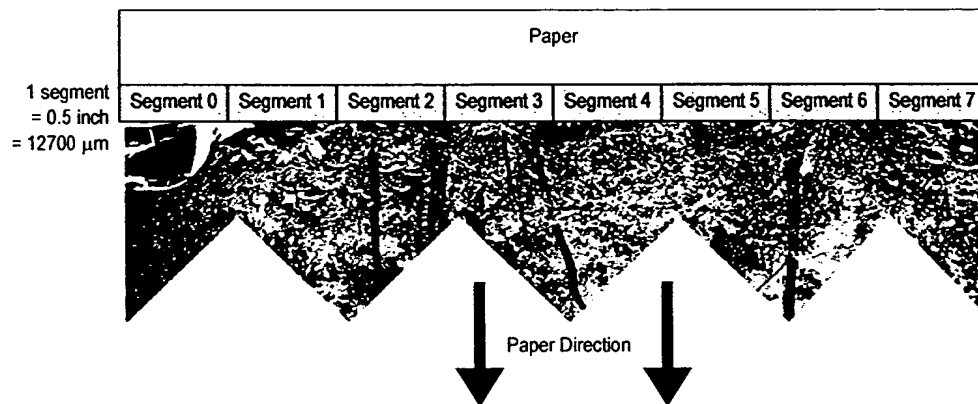 Paper
1 segment
= 0.5 inch
= 12700 μm
Segment 0 Segment 1 Segment 2 Segment 3 Segment 4 Segment 5 Segment 6 Segment 7
Paper Direction